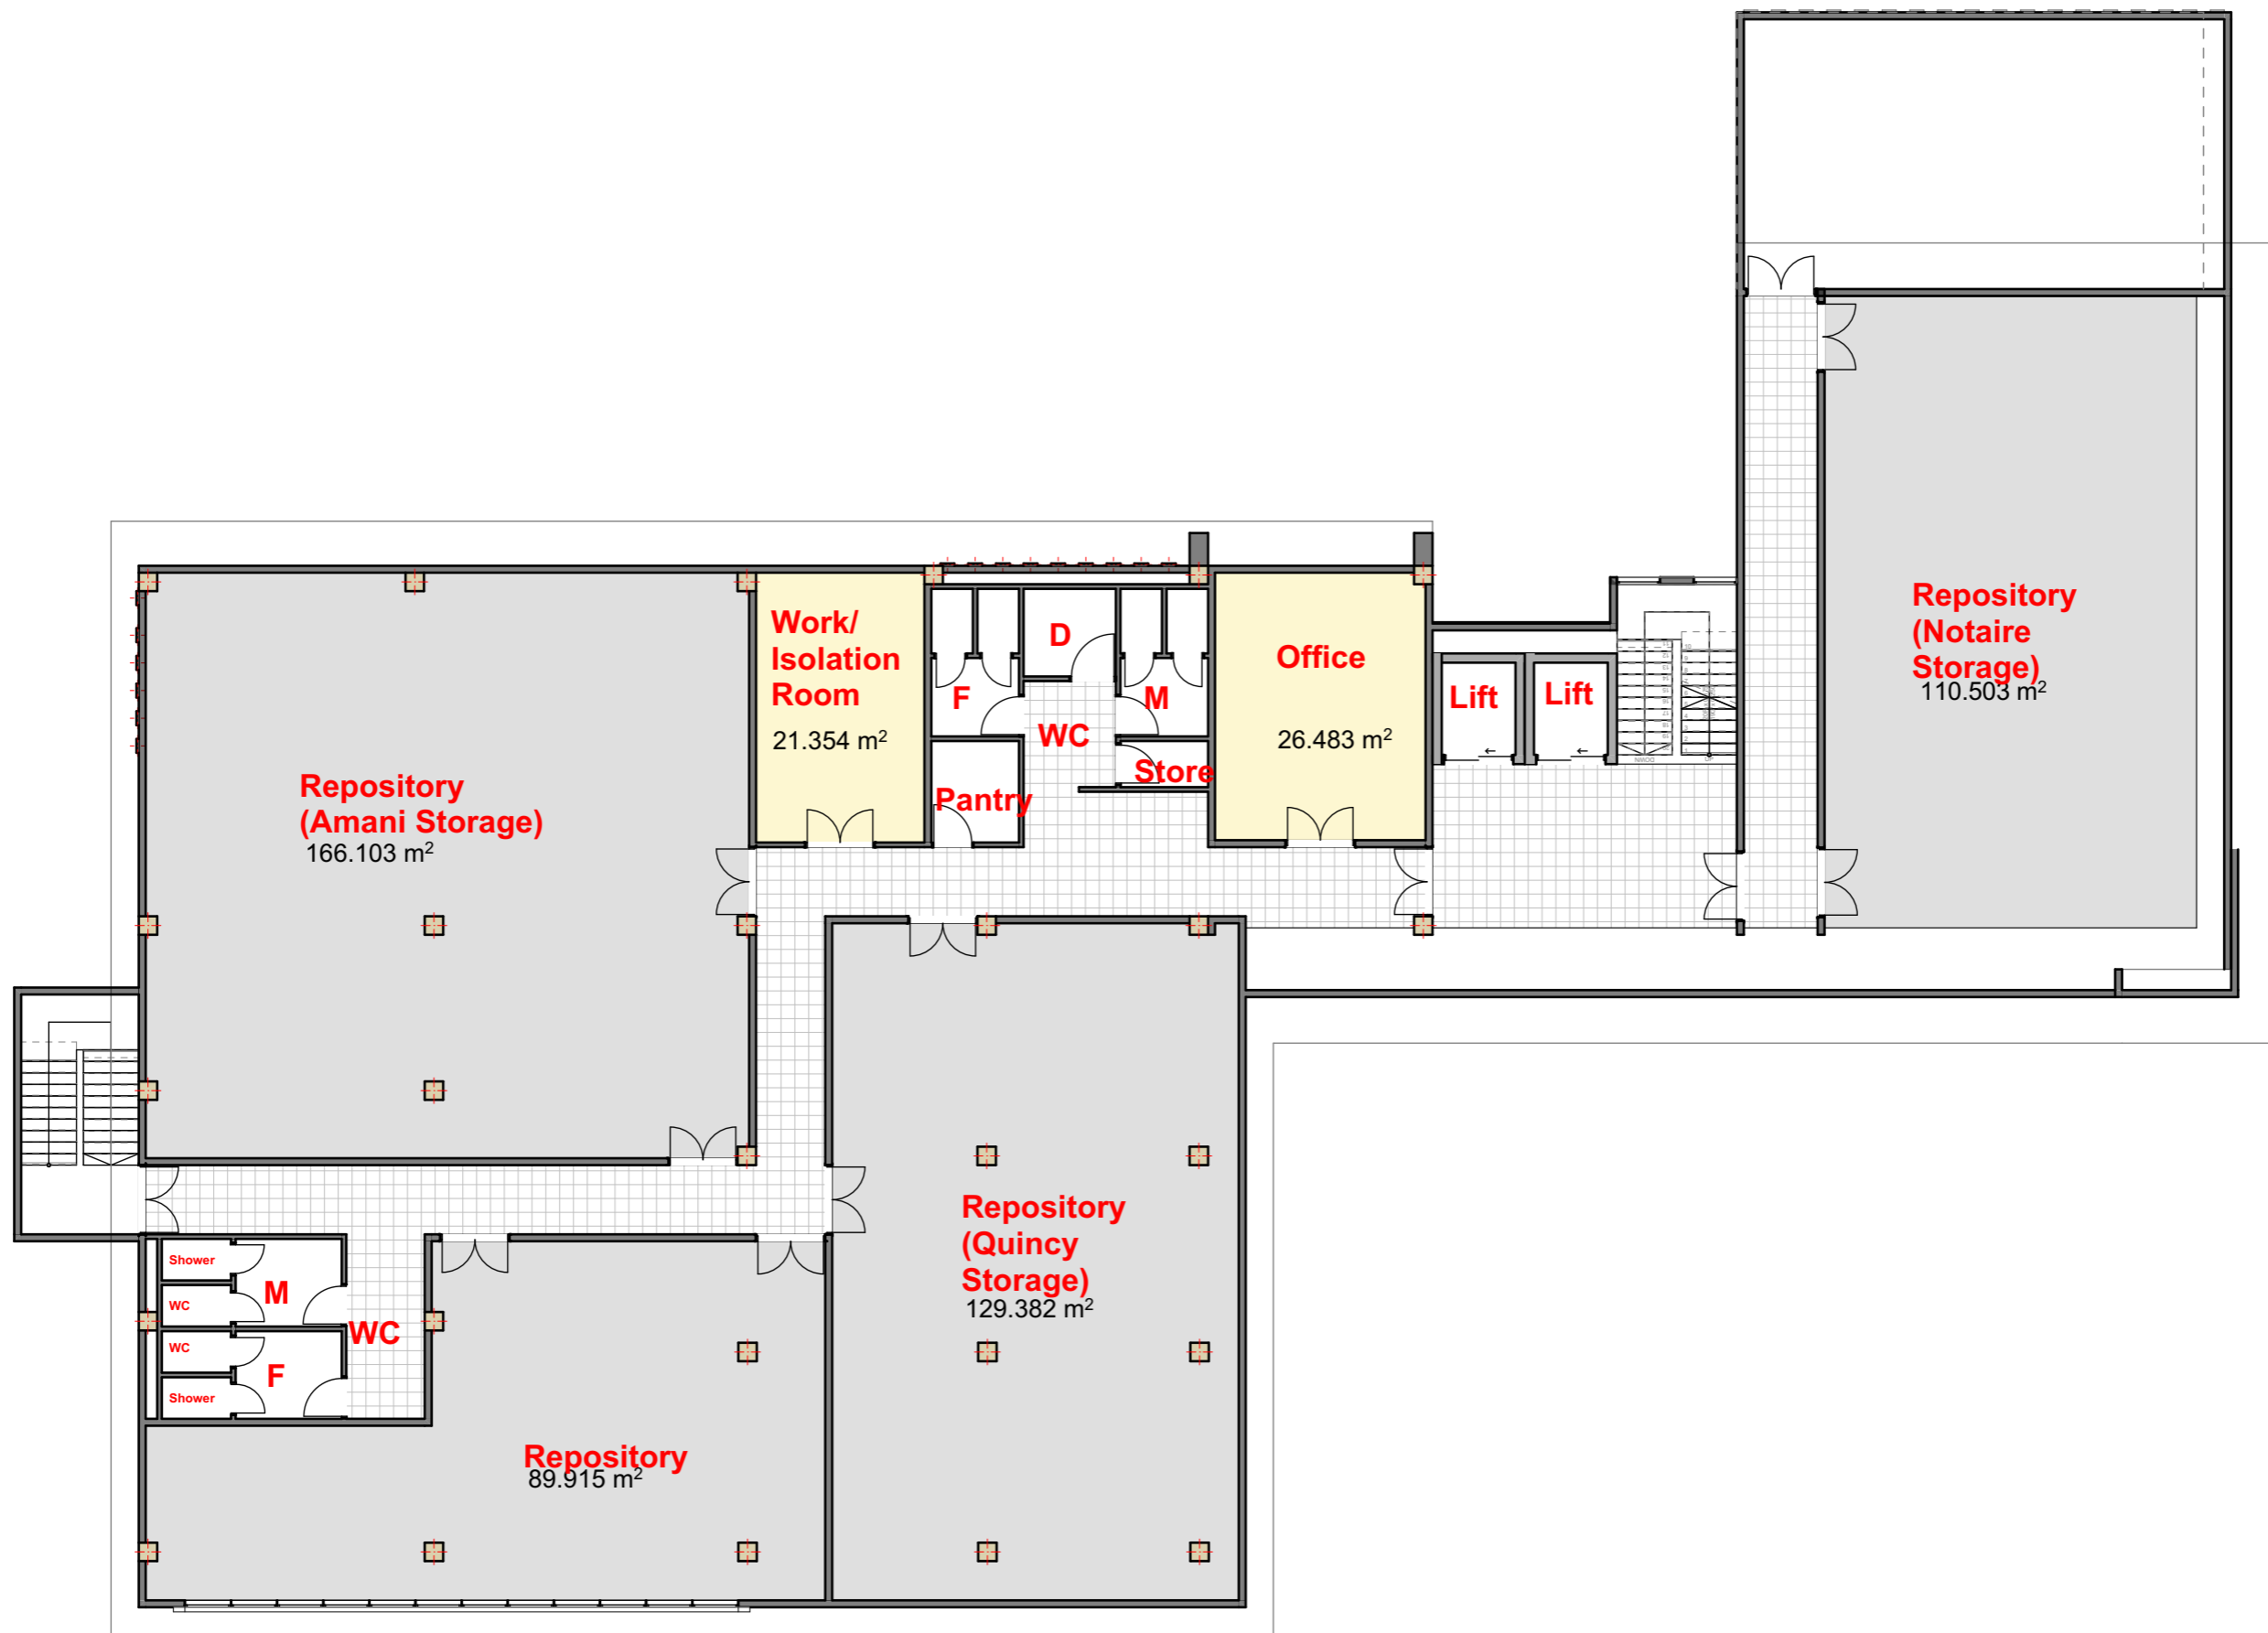 Repository
(Notaire
Storage)
110.503 m²
Work/
Isolation
Room
21.354 m²
D
F
M
WC
Store
Pantry
Office
26.483 m²
Lift
Lift
DOWN
UP
Repository
(Amani Storage)
166.103 m²
Repository
(Quincy
Storage)
129.382 m²
Shower
M
WC
WC
WC
F
Shower
Repository
89.915 m²